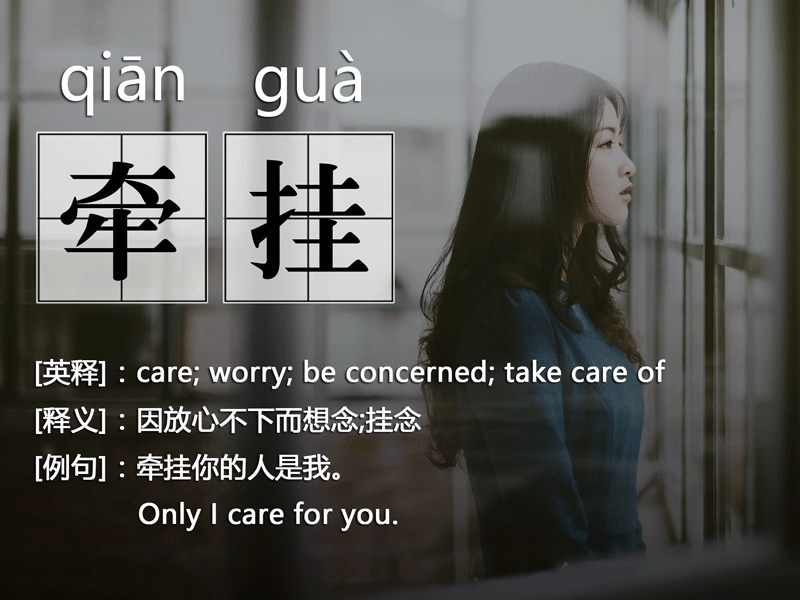 qiān guà
牵挂
[英释]：care; worry; be concerned; take care of
[释义]：因放心不下而想念;挂念
[例句]：牵挂你的人是我。
Only I care for you.